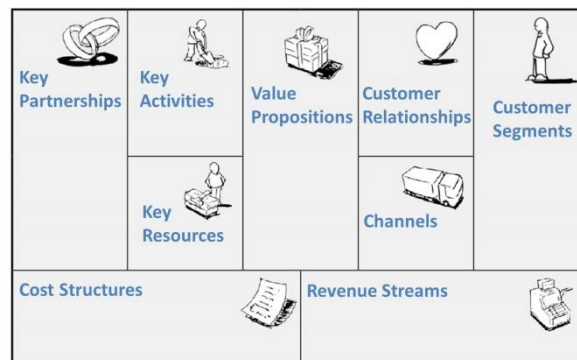 Key
Partnerships
Key
Activities
Key
Resources
Value
Propositions
Customer
Relationships
Channels
Customer
Segments
Cost Structures
Revenue Streams